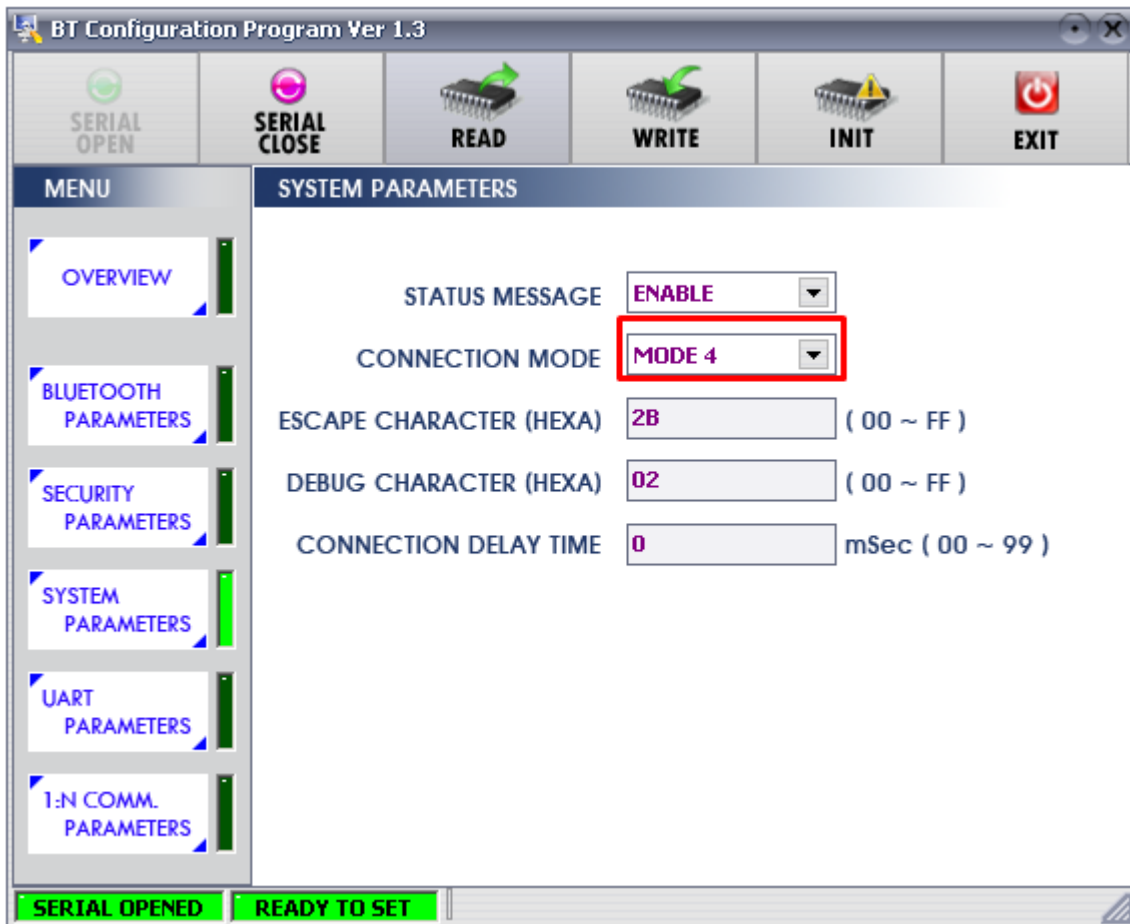 BT Configuration Program Ver 1.3
SERIAL OPEN
SERIAL CLOSE
READ
WRITE
INIT
EXIT
MENU
SYSTEM PARAMETERS
OVERVIEW
BLUETOOTH
PARAMETERS
SECURITY
PARAMETERS
SYSTEM
PARAMETERS
UART
PARAMETERS
1:N COMM.
PARAMETERS
STATUS MESSAGE ENABLE
CONNECTION MODE MODE 4
ESCAPE CHARACTER (HEXA) 2B ( 00 ~ FF )
DEBUG CHARACTER (HEXA) 02 ( 00 ~ FF )
CONNECTION DELAY TIME 0 mSec ( 00 ~ 99 )
SERIAL OPENED
READY TO SET